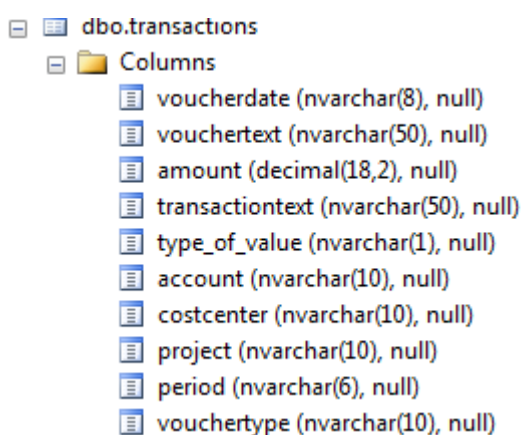 dbo.transactions
Columns
voucherdate (nvarchar(8), null)
vouchertext (nvarchar(50), null)
amount (decimal(18,2), null)
transactiontext (nvarchar(50), null)
type_of_value (nvarchar(1), null)
account (nvarchar(10), null)
costcenter (nvarchar(10), null)
project (nvarchar(10), null)
period (nvarchar(6), null)
vouchertype (nvarchar(10), null)